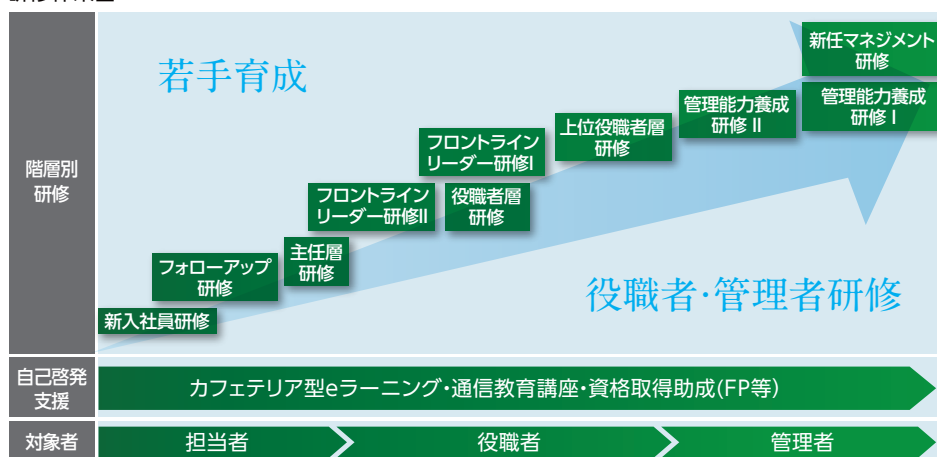 階層別
研修
若手育成
新任マネジメント
研修
管理能力養成
研修 I
管理能力養成
研修 II
上位役職者層
研修
フロントライン
リーダー研修I
役職者層
研修
フロントライン
リーダー研修II
主任層
研修
フォローアップ
研修
新入社員研修
役職者・管理者研修
自己啓発
支援
カフェテリア型eラーニング・通信教育講座・資格取得助成(FP等)
対象者
担当者
役職者
管理者